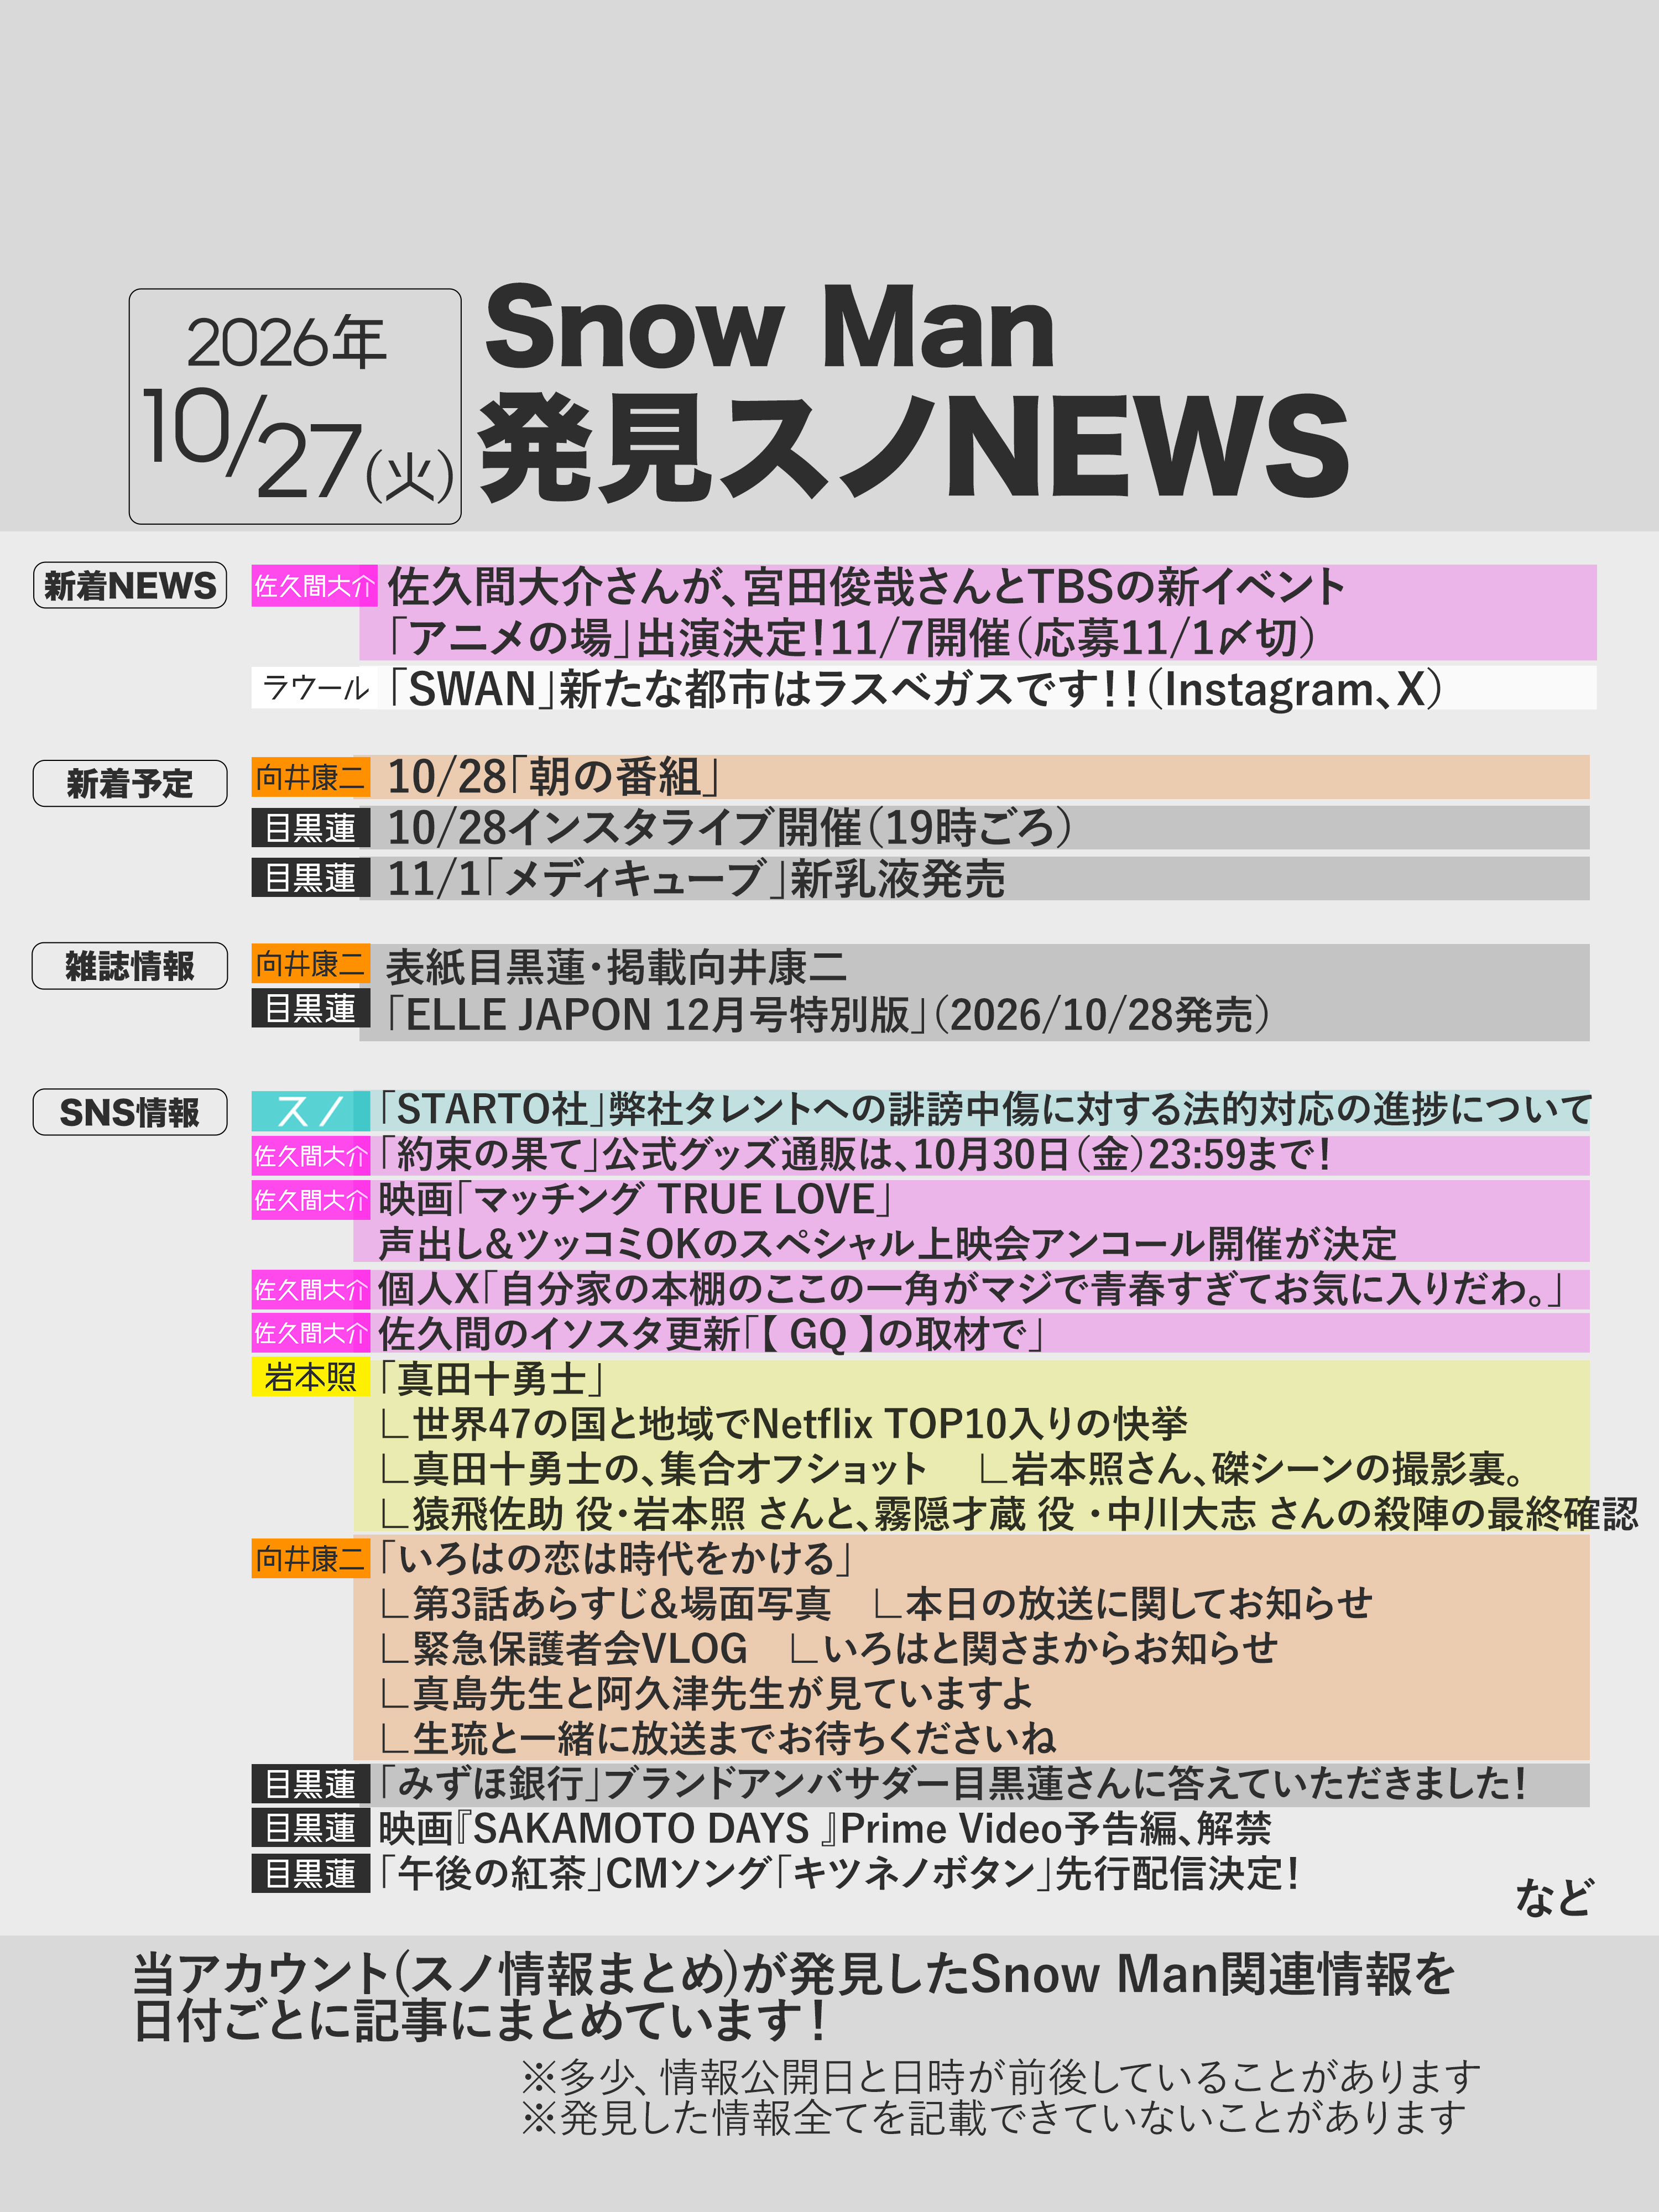 2026年
10/27(火)
Snow Man
発見スノNEWS
新着NEWS
佐久間大介 佐久間大介さんが、宮田俊哉さんとTBSの新イベント
「アニメの場」出演決定！11/7開催（応募11/1〆切）
ラウール 「SWAN」新たな都市はラスベガスです！！（Instagram、X）
新着予定
向井康二 10/28「朝の番組」
目黒蓮 10/28インスタライブ開催（19時ごろ）
目黒蓮 11/1「メディキューブ」新乳液発売
雑誌情報
向井康二 表紙目黒蓮・掲載向井康二
目黒蓮 「ELLE JAPON 12月号特別版」（2026/10/28発売）
SNS情報
スノ 「STARTO社」弊社タレントへの誹謗中傷に対する法的対応の進捗について
佐久間大介 「約束の果て」公式グッズ通販は、10月30日（金）23:59まで！
佐久間大介 映画「マッチング TRUE LOVE」
声出し&ツッコミOKのスペシャル上映会アンコール開催が決定
佐久間大介 個人X「自分家の本棚のここの一角がマジで青春すぎてお気に入りだわ。」
佐久間大介 佐久間のイソスタ更新「【 GQ 】の取材で」
岩本照 「真田十勇士」
∟世界47の国と地域でNetflix TOP10入りの快挙
∟真田十勇士の、集合オフショット ∟岩本照さん、磔シーンの撮影裏。
∟猿飛佐助 役・岩本照 さんと、霧隠才蔵 役 ・中川大志 さんの殺陣の最終確認
向井康二 「いろはの恋は時代をかける」
∟第3話あらすじ&場面写真 ∟本日の放送に関してお知らせ
∟緊急保護者会VLOG ∟いろはと関さまからお知らせ
∟真島先生と阿久津先生が見ていますよ
∟生琉と一緒に放送までお待ちくださいね
目黒蓮 「みずほ銀行」ブランドアンバサダー目黒蓮さんに答えていただきました！
目黒蓮 映画『SAKAMOTO DAYS 』Prime Video予告編、解禁
目黒蓮 「午後の紅茶」CMソング「キツネノボタン」先行配信決定！
など
当アカウント(スノ情報まとめ)が発見したSnow Man関連情報を
日付ごとに記事にまとめています！
※多少、情報公開日と日時が前後していることがあります
※発見した情報全てを記載できていないことがあります